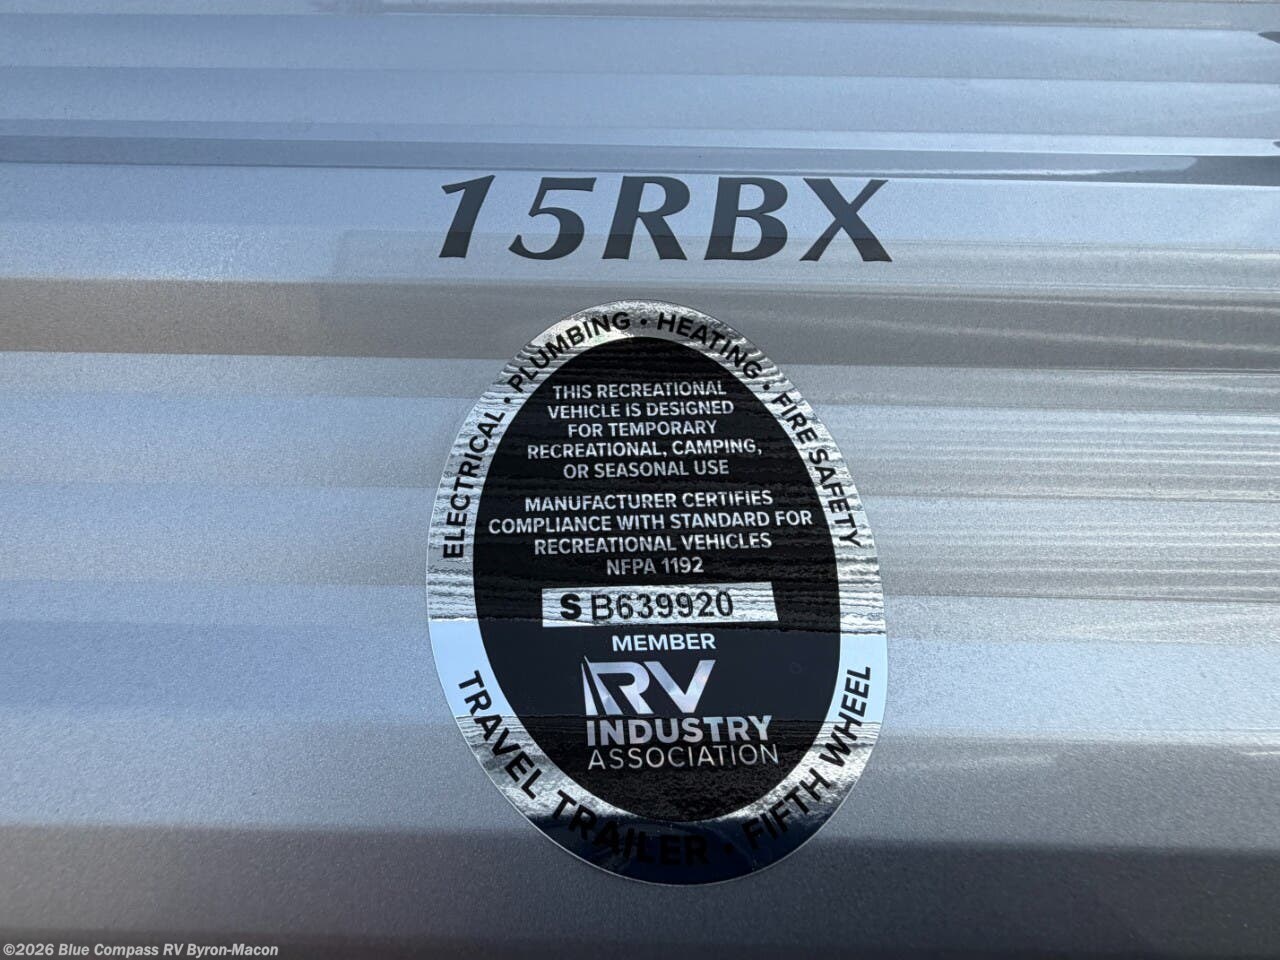 15RBX
ELECTRICAL • PLUMBING • HEATING • FIRE SAFETY
THIS RECREATIONAL
VEHICLE IS DESIGNED
FOR TEMPORARY
RECREATIONAL, CAMPING,
OR SEASONAL USE
MANUFACTURER CERTIFIES
COMPLIANCE WITH STANDARD FOR
RECREATIONAL VEHICLES
NFPA 1192
S B639920
MEMBER
RV
INDUSTRY
ASSOCIATION
TRAVEL TRAILER • FIFTH WHEEL
©2026 Blue Compass RV Byron-Macon